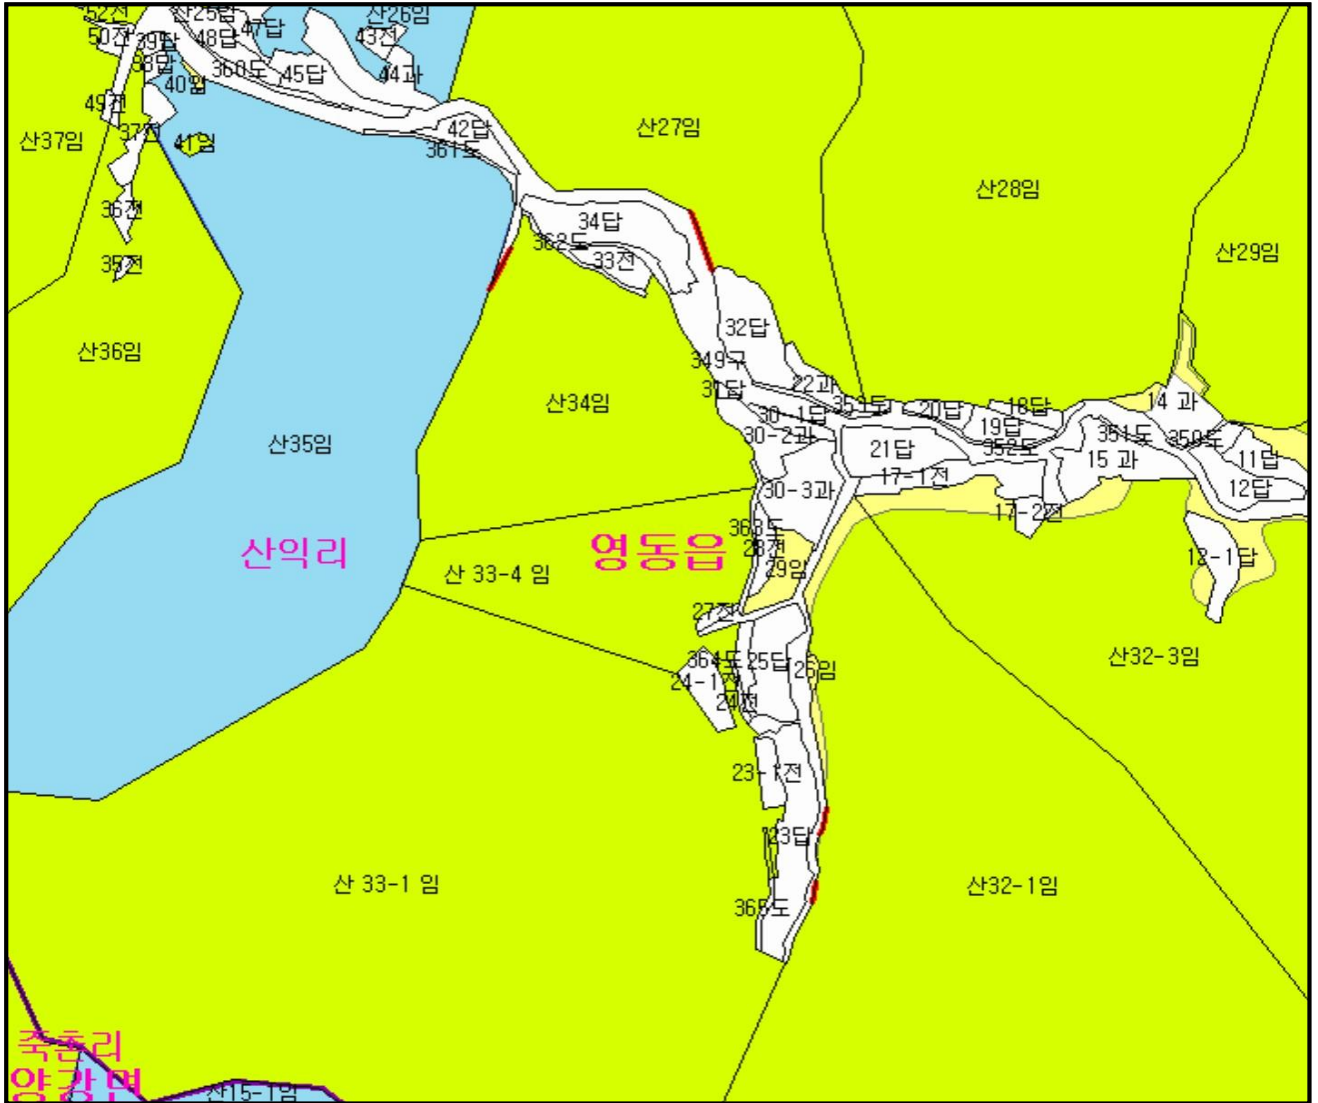 52전
산25임
47답
산26임
50전
39답
48답
43전
38답
360도
45답
44과
40임
49전
37전
42답
산27임
산37임
41임
361도
산28임
36전
34답
362도
산29임
35전
33전
32답
산36임
349구
22과
31답
산34임
353도
20답
18답
14 과
30-1답
19답
351도
350도
30-2과
산35임
21답
352도
15 과
11답
17-1전
30-3과
12답
17-2전
363도
산익리
영동읍
28전
12-1답
산 33-4 임
29임
27전
364도
25답
26임
산32-3임
24-1전
24전
23-1전
23답
산 33-1 임
산32-1임
365도
죽촌리
양강면
산15-1임